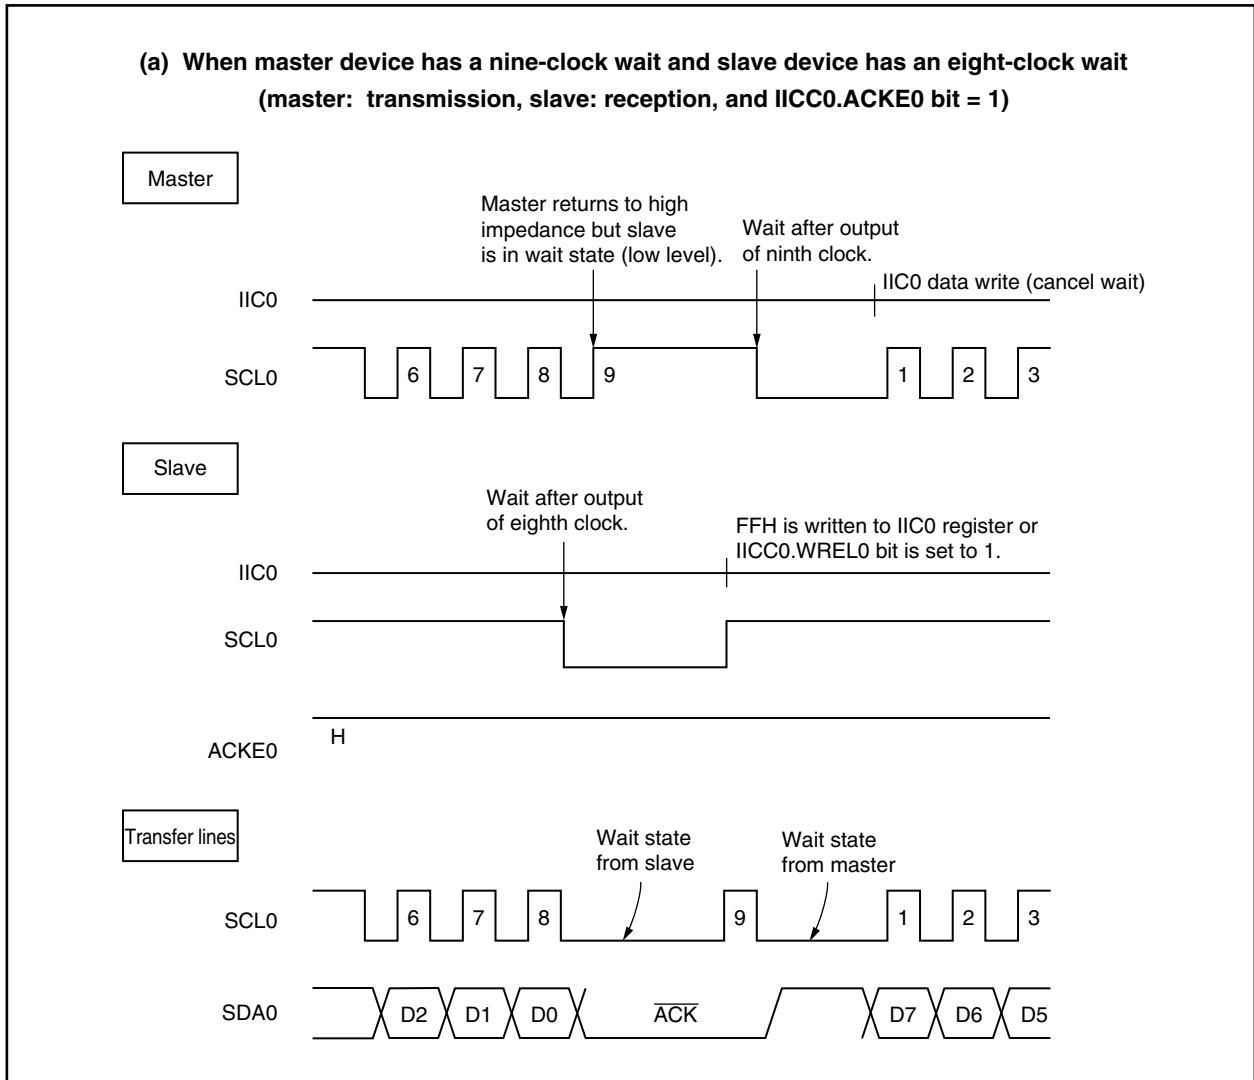 (a) When master device has a nine-clock wait and slave device has an eight-clock wait
(master: transmission, slave: reception, and IICC0.ACKE0 bit = 1)
Master
Master returns to high
impedance but slave
is in wait state (low level).
Wait after output
of ninth clock.
IIC0 data write (cancel wait)
IIC0
SCL0
6 7 8 9 1 2 3
Slave
Wait after output
of eighth clock.
FFH is written to IIC0 register or
IICC0.WREL0 bit is set to 1.
IIC0
SCL0
H
ACKE0
Transfer lines
Wait state
from slave
Wait state
from master
SCL0
6 7 8 9 1 2 3
SDA0
D2 D1 D0 ACK D7 D6 D5